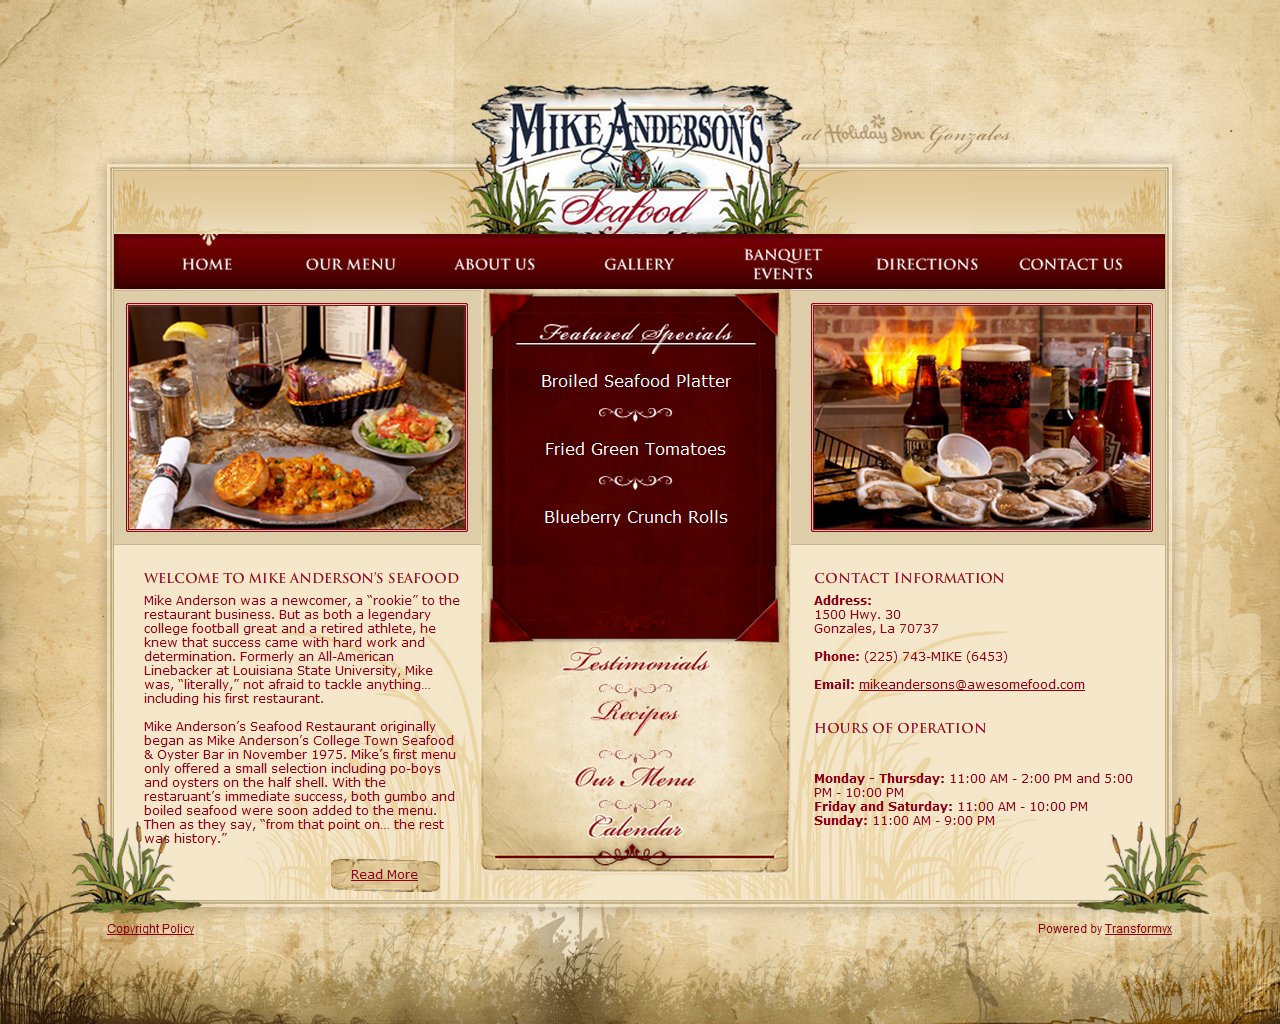 MIKE ANDERSON'S
Seafood
at Holiday Inn Gonzales
HOME
OUR MENU
ABOUT US
GALLERY
BANQUET
EVENTS
DIRECTIONS
CONTACT US
Featured Specials
Broiled Seafood Platter
Fried Green Tomatoes
Blueberry Crunch Rolls
WELCOME TO MIKE ANDERSON'S SEAFOOD
Mike Anderson was a newcomer, a “rookie” to the
restaurant business. But as both a legendary
college football great and a retired athlete, he
knew that success came with hard work and
determination. Formerly an All-American
Linebacker at Louisiana State University, Mike
was, “literally,” not afraid to tackle anything…
including his first restaurant.
Mike Anderson’s Seafood Restaurant originally
began as Mike Anderson’s College Town Seafood
& Oyster Bar in November 1975. Mike’s first menu
only offered a small selection including po-boys
and oysters on the half shell. With the
restaruant’s immediate success, both gumbo and
boiled seafood were soon added to the menu.
Then as they say, “from that point on… the rest
was history.”
Read More
Testimonials
Recipes
Our Menu
Calendar
CONTACT INFORMATION
Address:
1500 Hwy. 30
Gonzales, La 70737
Phone: (225) 743-MIKE (6453)
Email: mikeandersons@awesomefood.com
HOURS OF OPERATION
Monday - Thursday: 11:00 AM - 2:00 PM and 5:00
PM - 10:00 PM
Friday and Saturday: 11:00 AM - 10:00 PM
Sunday: 11:00 AM - 9:00 PM
Copyright Policy
Powered by Transformyx